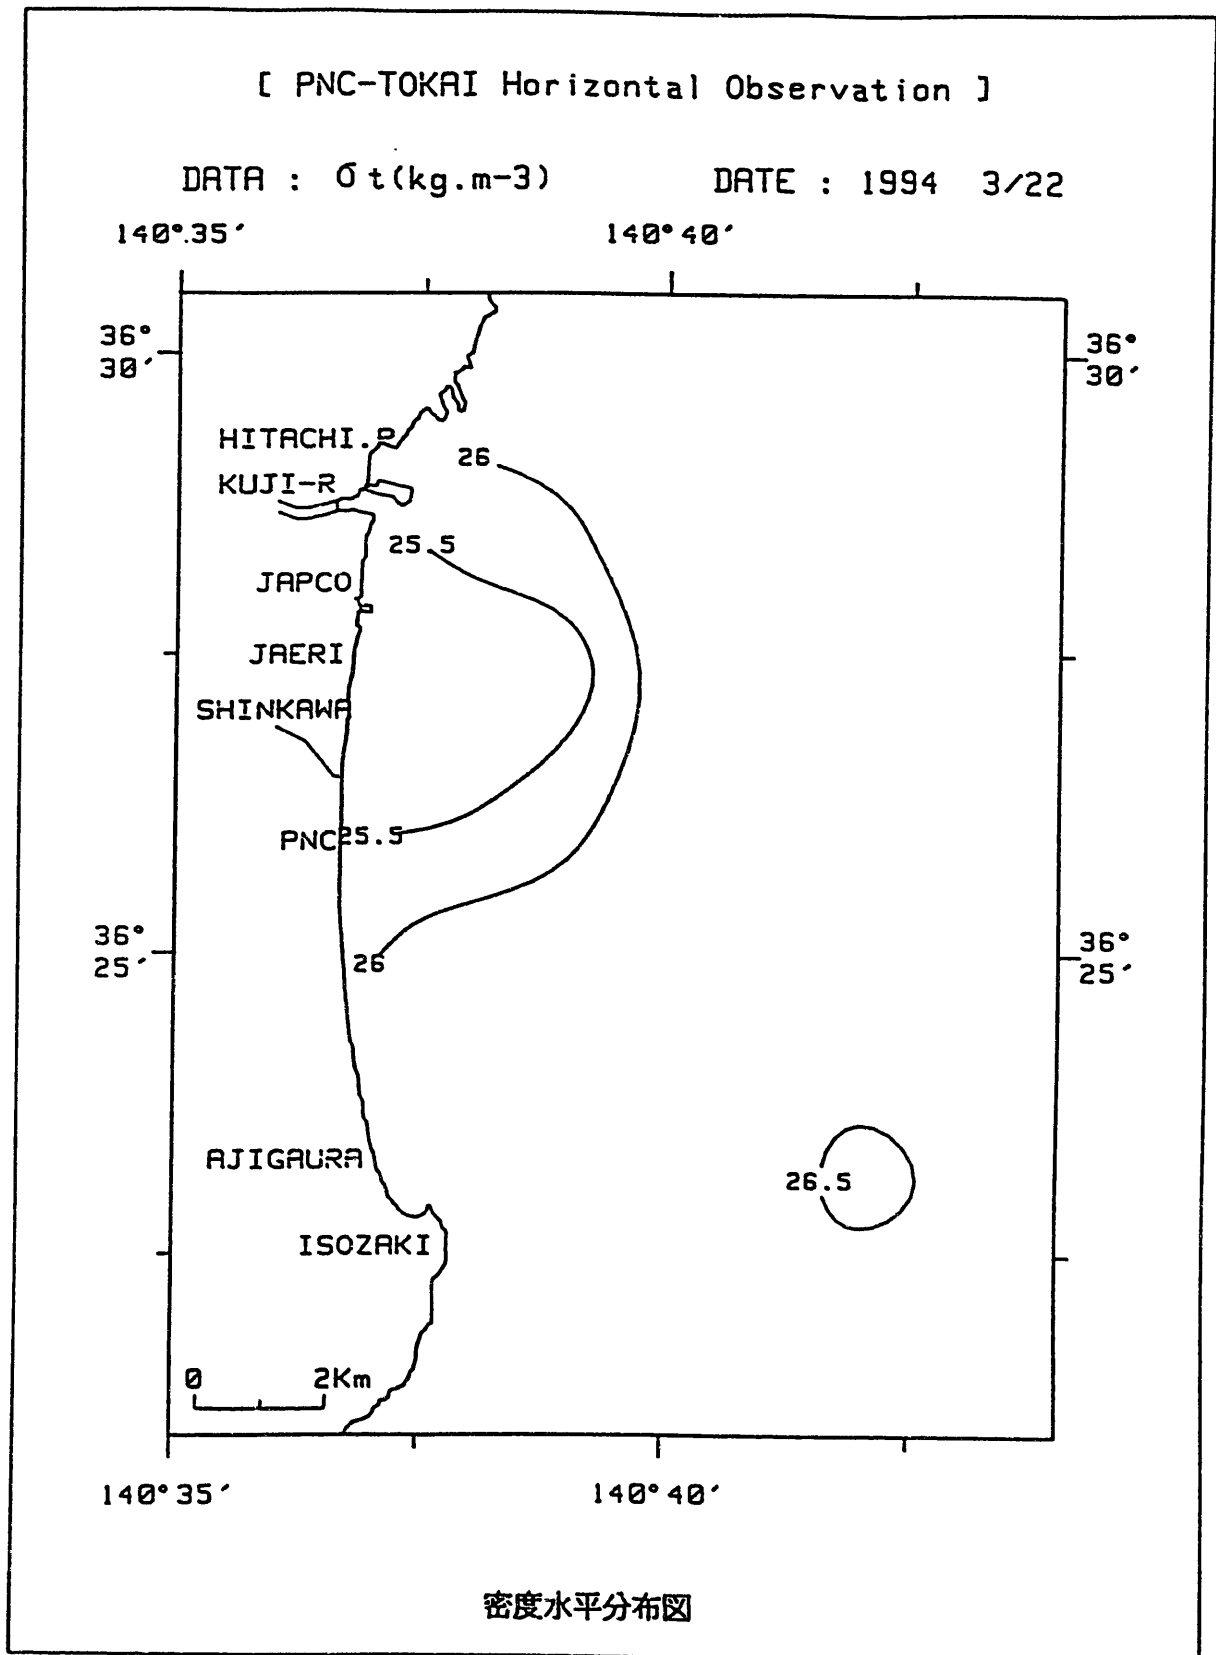 [ PNC-TOKAI Horizontal Observation ]
DATA : σt(kg.m-3) DATE : 1994 3/22
140°35′ 140°40′
36°
30′
36°
30′
HITACHI.P
26
KUJI-R
25.5
JAPCO
JAERI
SHINKAWA
PNC 25.5
36°
25′
26
36°
25′
AJIGAURA
26.5
ISOZAKI
0 2Km
140°35′ 140°40′
密度水平分布図